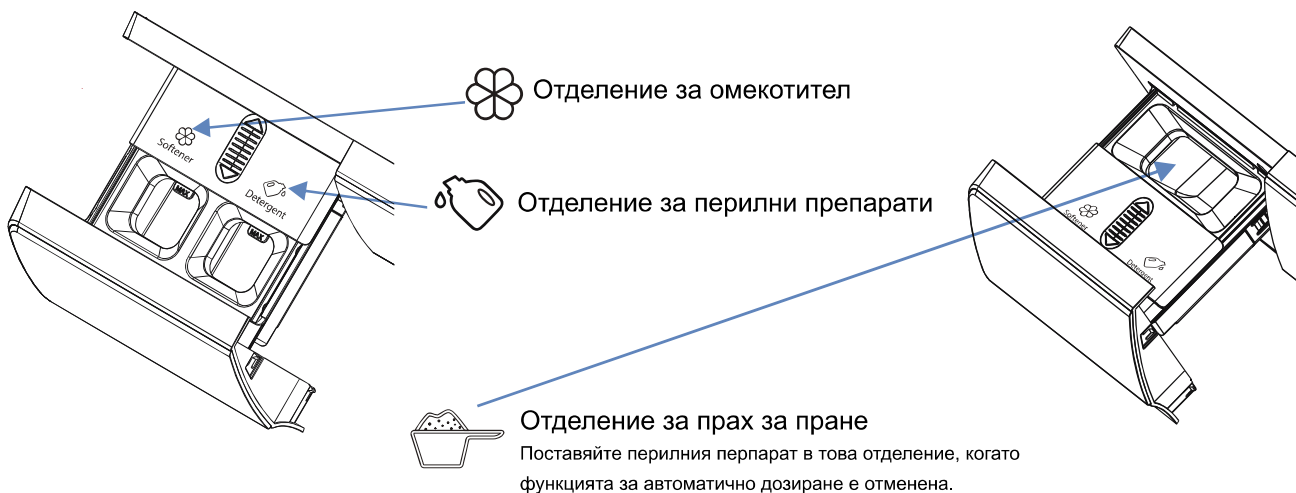 Отделение за омекотител
Softener
MAX
Detergent
MAX
Отделение за перилни препарати
Softener
Detergent
Отделение за прах за пране
Поставяйте перилния перпарат в това отделение, когато
функцията за автоматично дозиране е отменена.